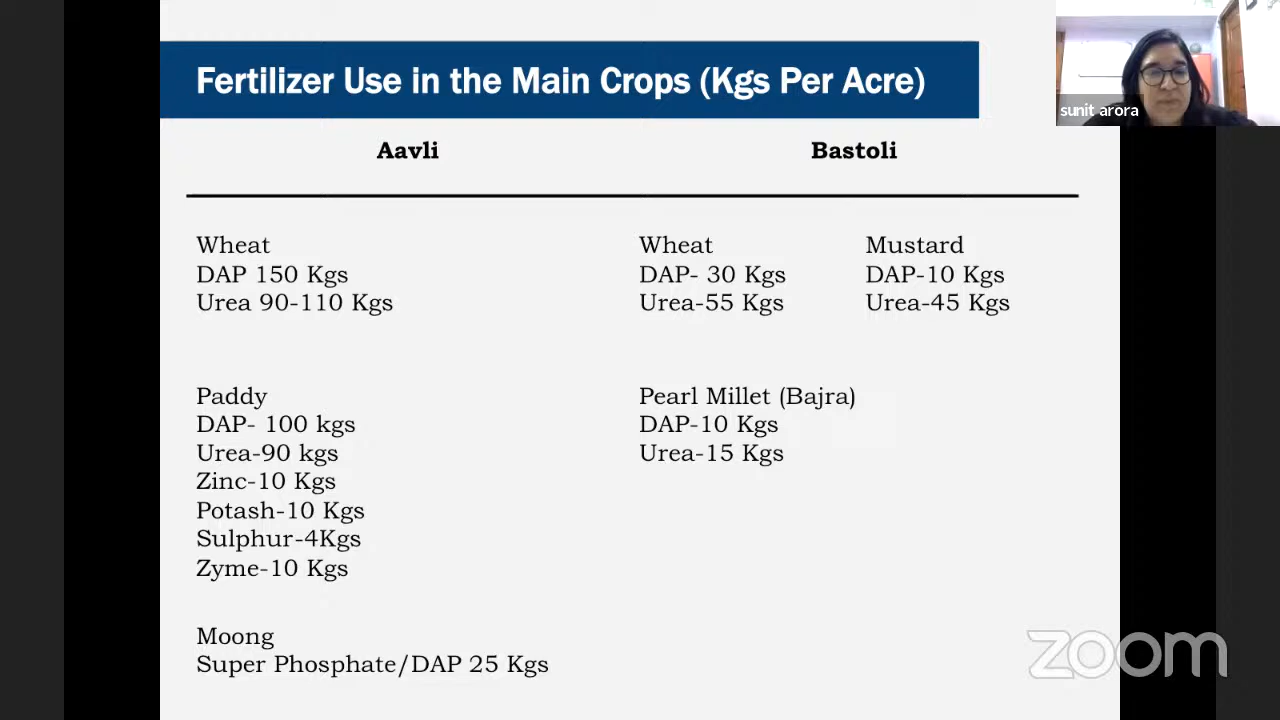 Fertilizer Use in the Main Crops (Kgs Per Acre)
sunit arora
Aavli
Bastoli
Wheat
DAP 150 Kgs
Urea 90-110 Kgs
Wheat
DAP- 30 Kgs
Urea-55 Kgs
Mustard
DAP-10 Kgs
Urea-45 Kgs
Paddy
DAP- 100 kgs
Urea-90 kgs
Zinc-10 Kgs
Potash-10 Kgs
Sulphur-4Kgs
Zyme-10 Kgs
Pearl Millet (Bajra)
DAP-10 Kgs
Urea-15 Kgs
Moong
Super Phosphate/DAP 25 Kgs
zoom